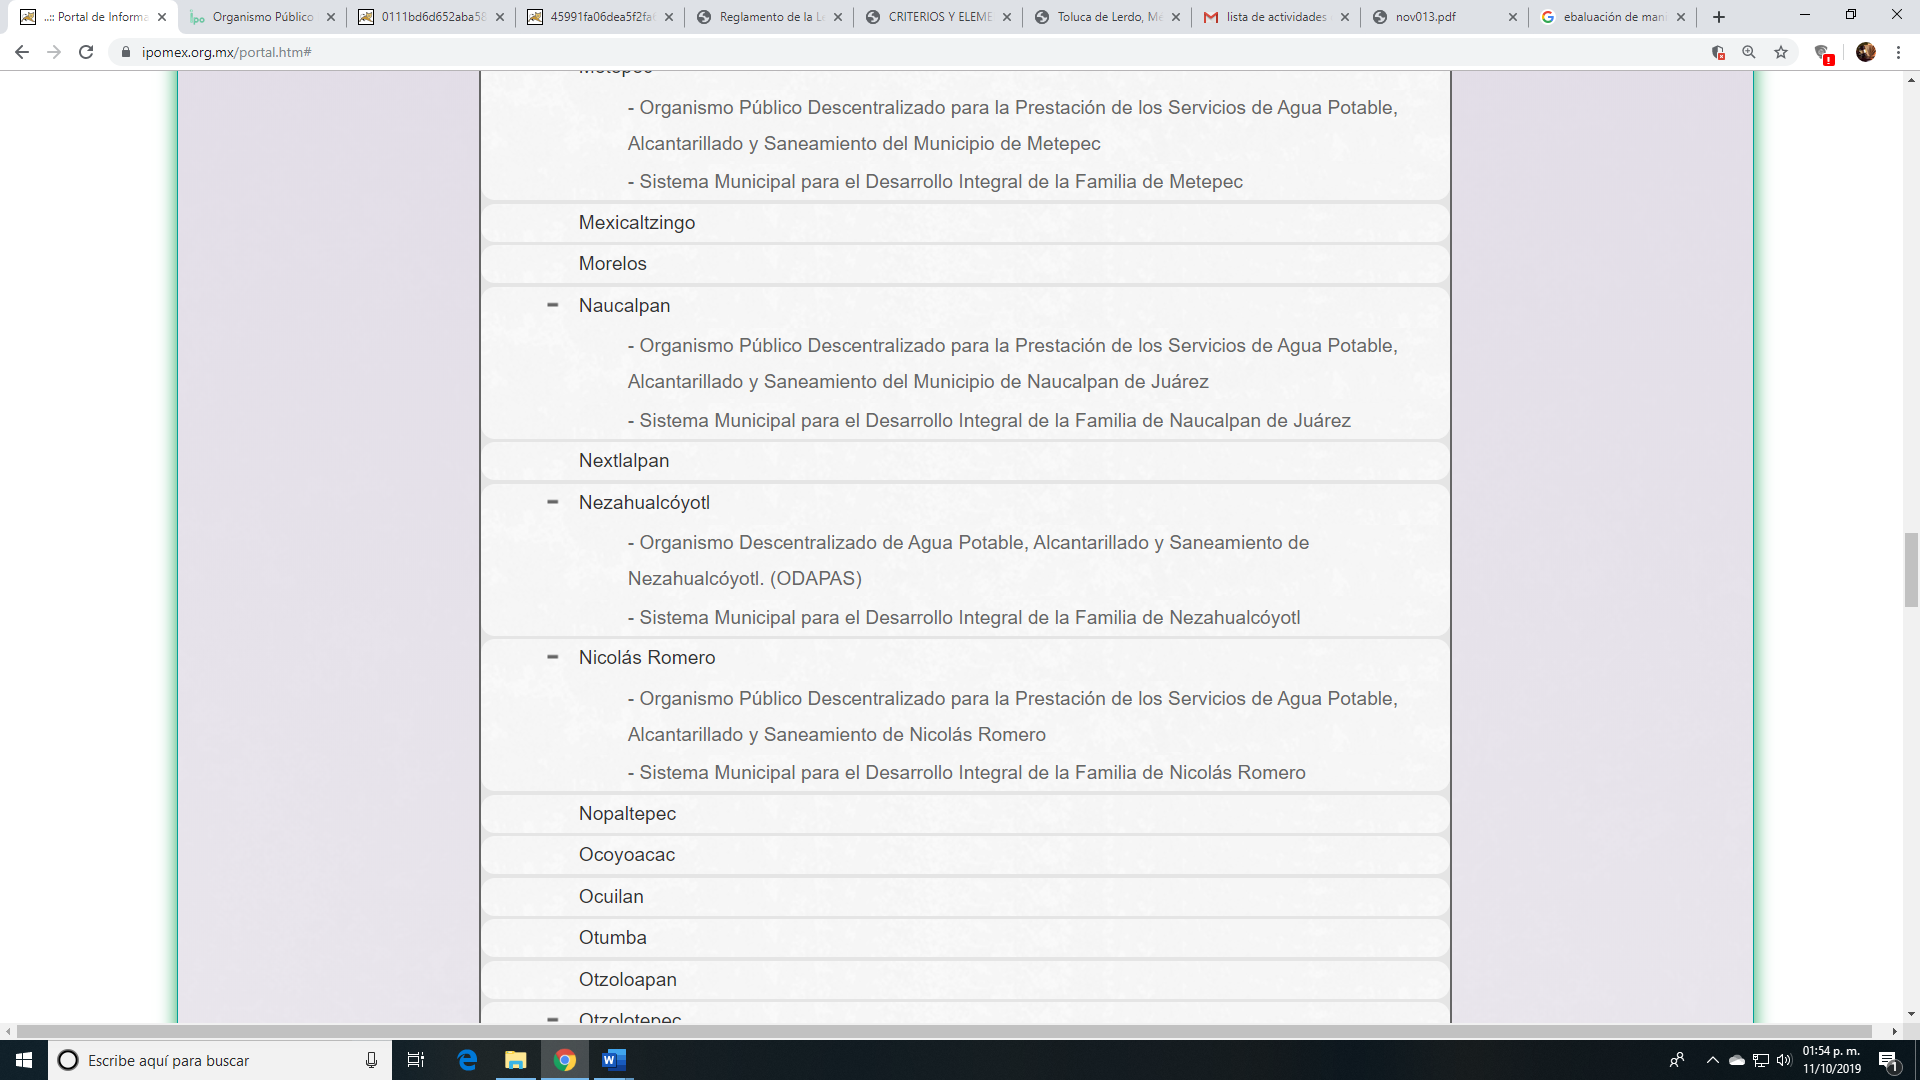 ..:: Portal de Informa
Organismo Público
0111bd6d652aba58
45991fa06dea5f2fa
Reglamento de la L
CRITERIOS Y ELEME
Toluca de Lerdo, Mé
lista de actividades
nov013.pdf
ebaluación de man
ipomex.org.mx/portal.htm#
Metepec
- Organismo Público Descentralizado para la Prestación de los Servicios de Agua Potable,
Alcantarillado y Saneamiento del Municipio de Metepec
- Sistema Municipal para el Desarrollo Integral de la Familia de Metepec
Mexicaltzingo
Morelos
Naucalpan
- Organismo Público Descentralizado para la Prestación de los Servicios de Agua Potable,
Alcantarillado y Saneamiento del Municipio de Naucalpan de Juárez
- Sistema Municipal para el Desarrollo Integral de la Familia de Naucalpan de Juárez
Nextlalpan
Nezahualcóyotl
- Organismo Descentralizado de Agua Potable, Alcantarillado y Saneamiento de
Nezahualcóyotl. (ODAPAS)
- Sistema Municipal para el Desarrollo Integral de la Familia de Nezahualcóyotl
Nicolás Romero
- Organismo Público Descentralizado para la Prestación de los Servicios de Agua Potable,
Alcantarillado y Saneamiento de Nicolás Romero
- Sistema Municipal para el Desarrollo Integral de la Familia de Nicolás Romero
Nopaltepec
Ocoyoacac
Ocuilan
Otumba
Otzoloapan
Otzolotepec
Escribe aquí para buscar
01:54 p. m.
11/10/2019
1